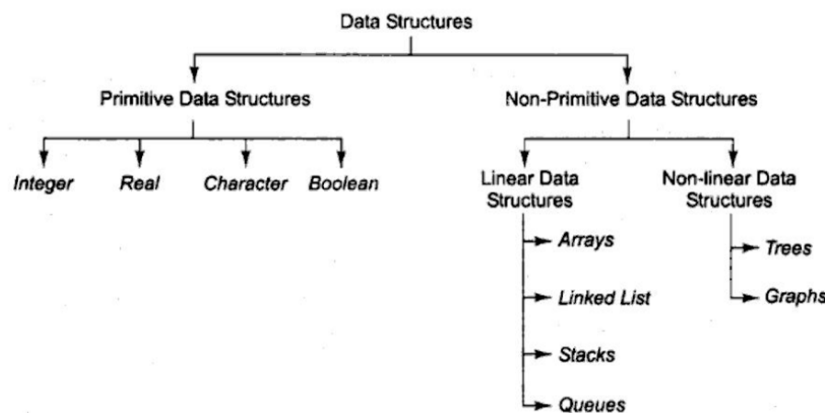 Data Structures
Primitive Data Structures
Non-Primitive Data Structures
Integer
Real
Character
Boolean
Linear Data
Structures
Non-linear Data
Structures
Arrays
Linked List
Stacks
Queues
Trees
Graphs